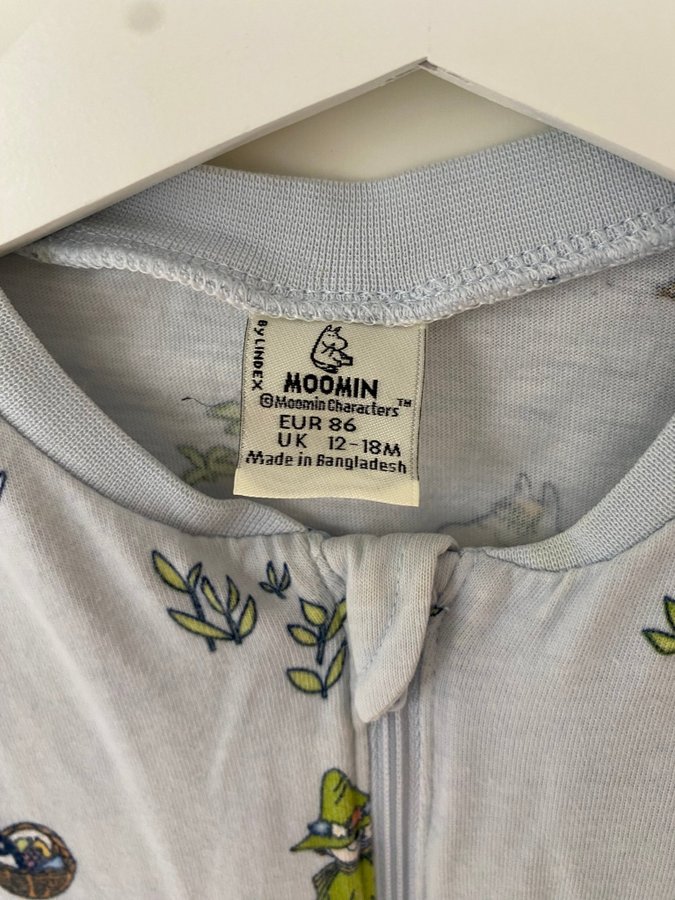 BY LINDEX
MOOMIN
©Moomin Characters™
EUR 86
UK 12-18M
Made in Bangladesh